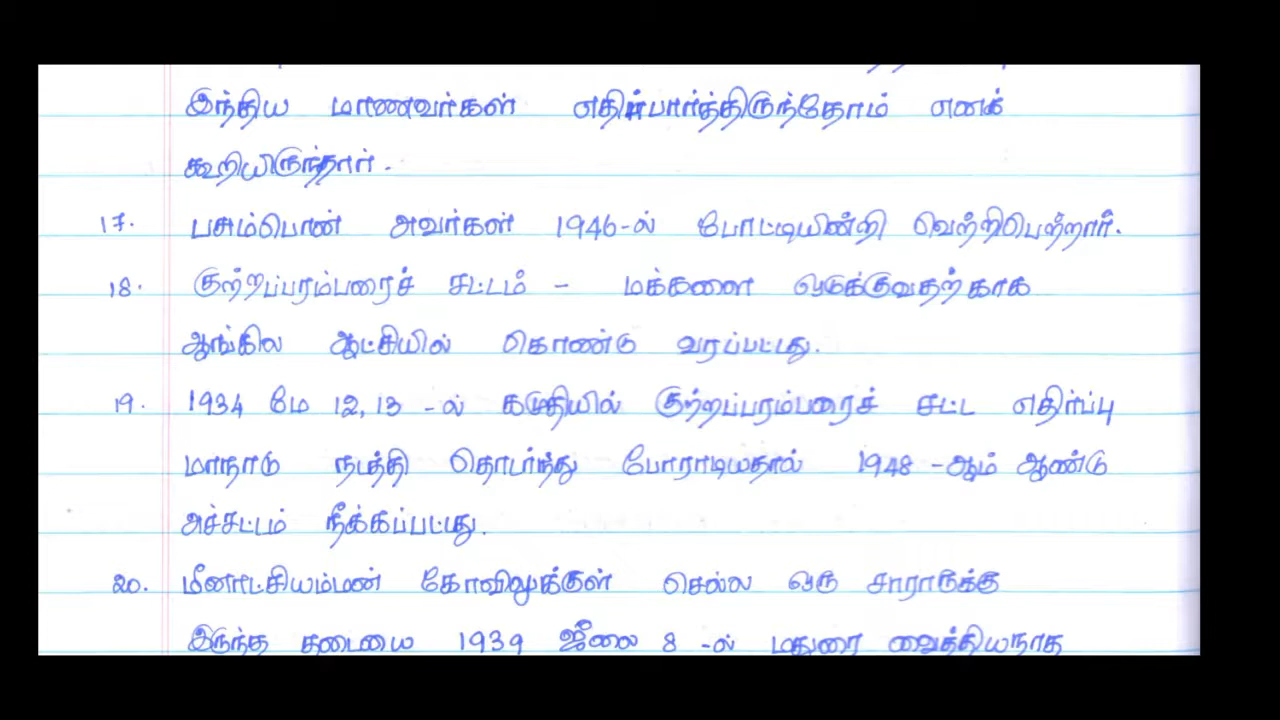 இந்திய மாணவர்கள் எதிர்பார்த்திருந்தோம் எனக்
கூறியிருந்தார்.
17. பசும்பொன் அவர்கள் 1946-ல் போட்டியின்றி வெற்றிபெற்றார்.
18. குற்றப்பரம்பரைச் சட்டம் - மக்களை ஒடுக்குவதற்காக
ஆங்கில ஆட்சியில் கொண்டு வரப்பட்டது.
19. 1934 மே 12, 13 -ல் கமுதியில் குற்றப்பரம்பரைச் சட்ட எதிர்ப்பு
மாநாடு நடத்தி தொடர்ந்து போராடியதால் 1948 -ஆம் ஆண்டு
அச்சட்டம் நீக்கப்பட்டது.
20. மீனாட்சியம்மன் கோவிலுக்குள் செல்ல ஒரு சாராருக்கு
இருந்த தடையை 1939 ஜீலை 8 -ல் மதுரை வைத்தியநாத